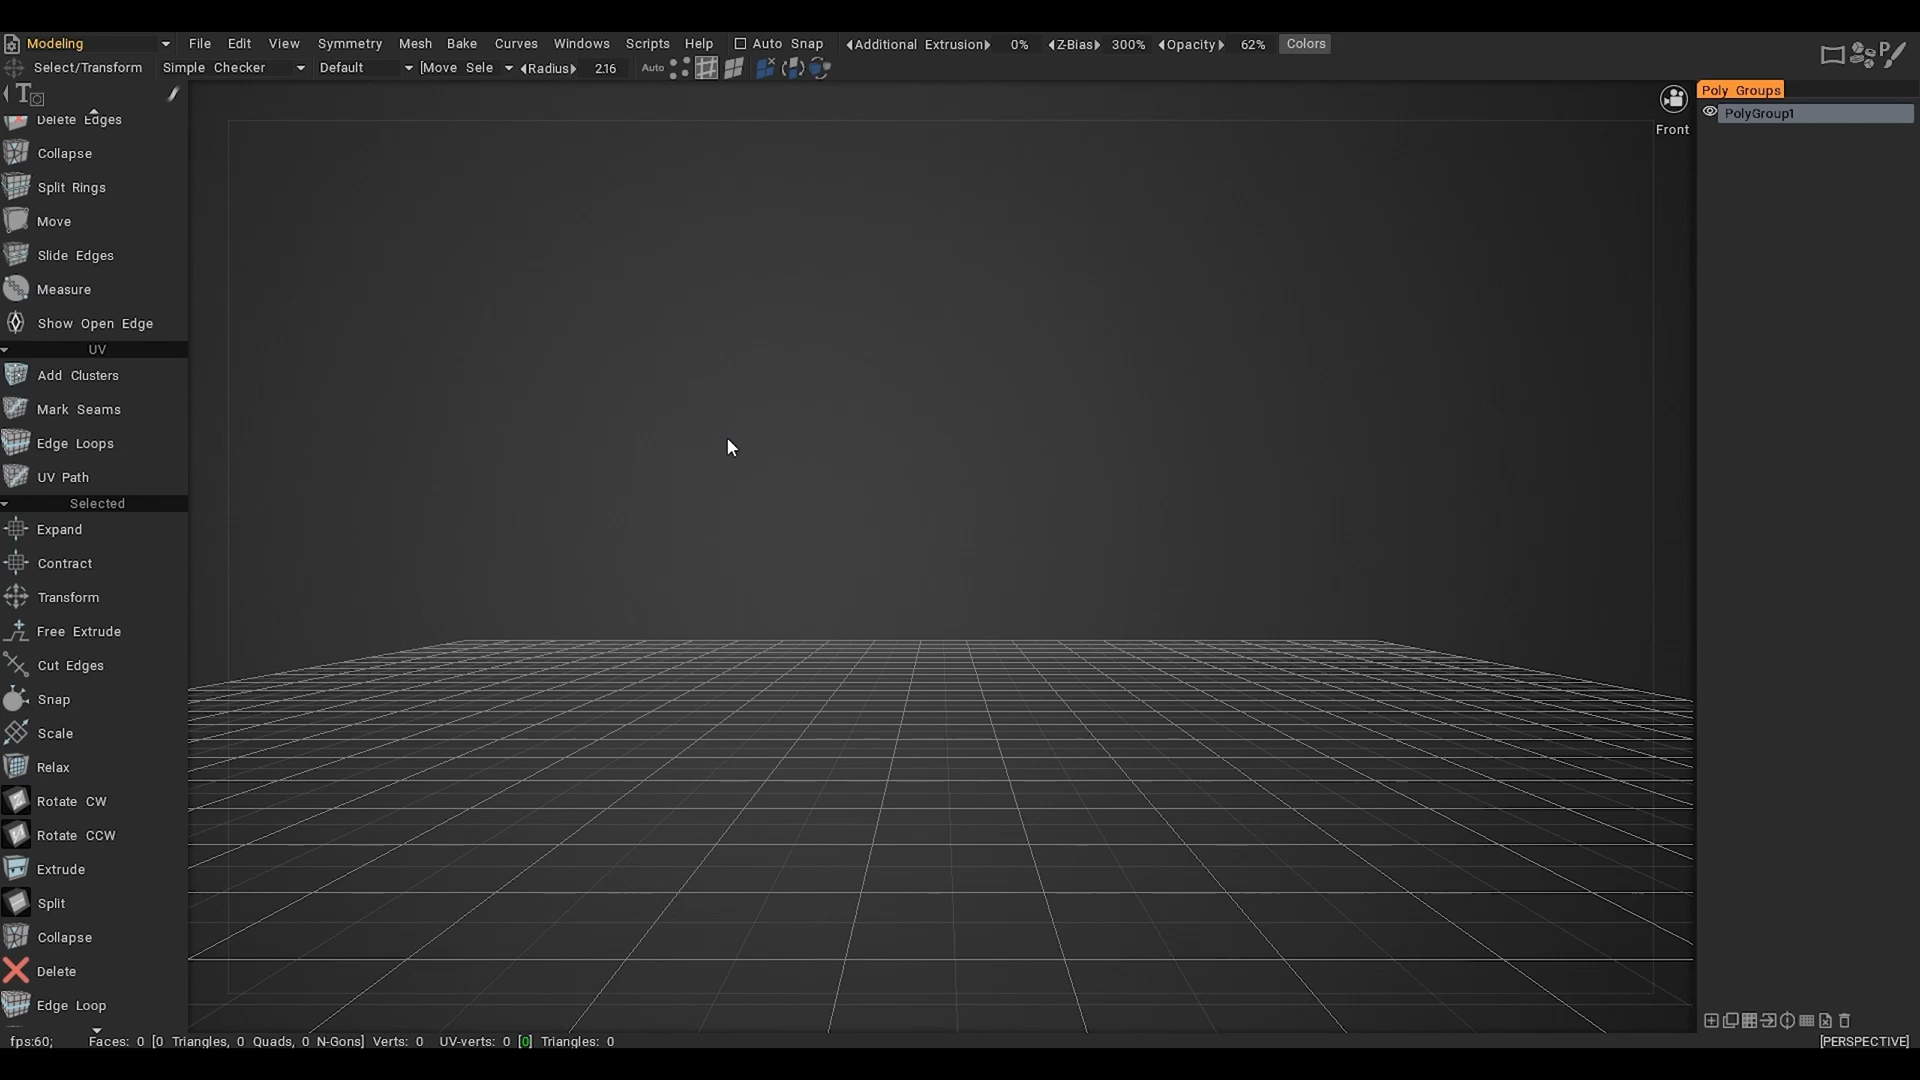 Modeling File Edit View Symmetry Mesh Bake Curves Windows Scripts Help Auto Snap Additional Extrusion 0% Z-Bias 300% Opacity 62% Colors
Select/Transform Simple Checker Default [Move Sele Radius 2.16 Auto
T
Poly Groups
PolyGroup1
Front
Delete Edges
Collapse
Split Rings
Move
Slide Edges
Measure
Show Open Edge
UV
Add Clusters
Mark Seams
Edge Loops
UV Path
Selected
Expand
Contract
Transform
Free Extrude
Cut Edges
Snap
Scale
Relax
Rotate CW
Rotate CCW
Extrude
Split
Collapse
Delete
Edge Loop
fps:60; Faces: 0 [0 Triangles, 0 Quads, 0 N-Gons] Verts: 0 UV-verts: 0 [0] Triangles: 0 [PERSPECTIVE]